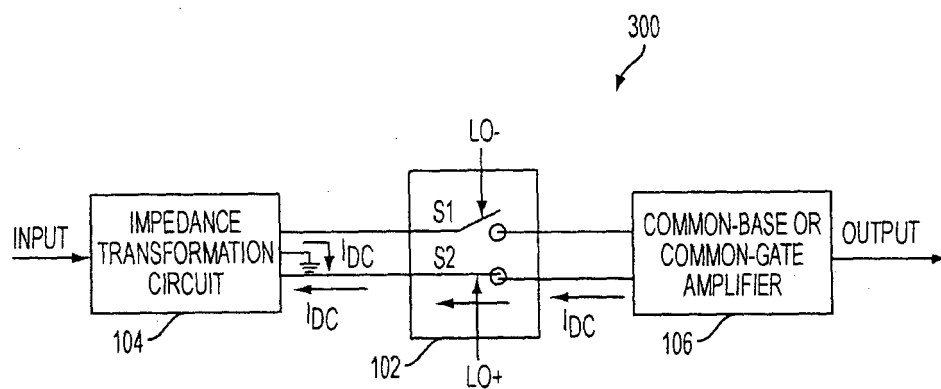 300
LO-
INPUT
IMPEDANCE
TRANSFORMATION
CIRCUIT
104
IDC
IDC
S1
S2
102
LO+
IDC
COMMON-BASE OR
COMMON-GATE
AMPLIFIER
106
OUTPUT